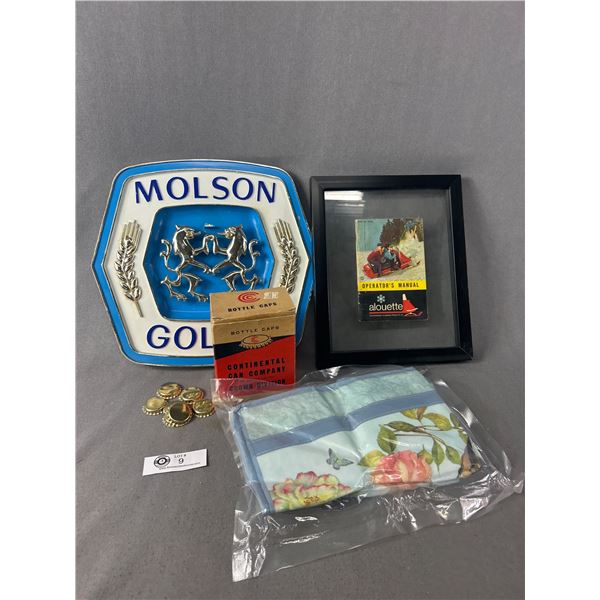 MOLSON
GOL
BOTTLE CAPS
BOTTLE CAPS
CONTINENTAL
CAN COMPANY
CROWN DIVISION
OPERATOR'S MANUAL
alouette
LOT#
9